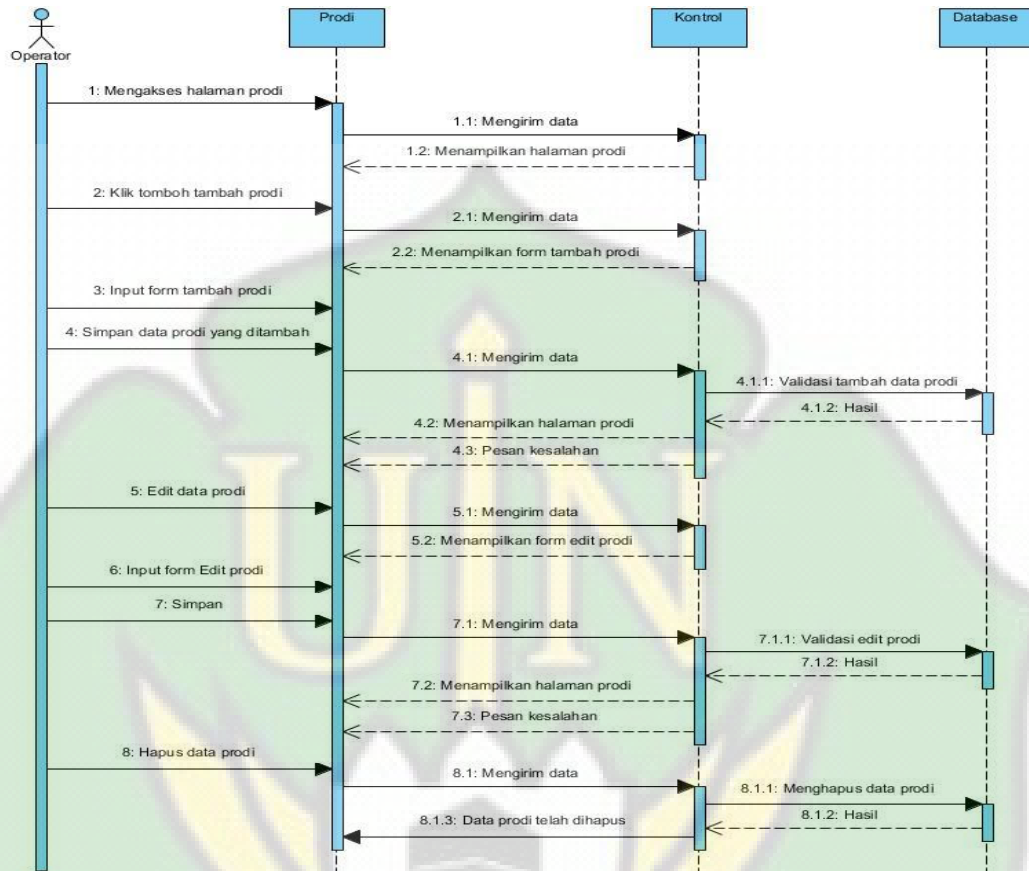 Prodi
Kontrol
Database
Operator
1: Mengakses halaman prodi
1.1: Mengirim data
1.2: Menampilkan halaman prodi
2: Klik tomboh tambah prodi
2.1: Mengirim data
2.2: Menampilkan form tambah prodi
3: Input form tambah prodi
4: Simpan data prodi yang ditambah
4.1: Mengirim data
4.1.1: Validasi tambah data prodi
4.1.2: Hasil
4.2: Menampilkan halaman prodi
4.3: Pesan kesalahan
5: Edit data prodi
5.1: Mengirim data
5.2: Menampilkan form edit prodi
6: Input form Edit prodi
7: Simpan
7.1: Mengirim data
7.1.1: Validasi edit prodi
7.1.2: Hasil
7.2: Menampilkan halaman prodi
7.3: Pesan kesalahan
8: Hapus data prodi
8.1: Mengirim data
8.1.1: Menghapus data prodi
8.1.2: Hasil
8.1.3: Data prodi telah dihapus
UIN